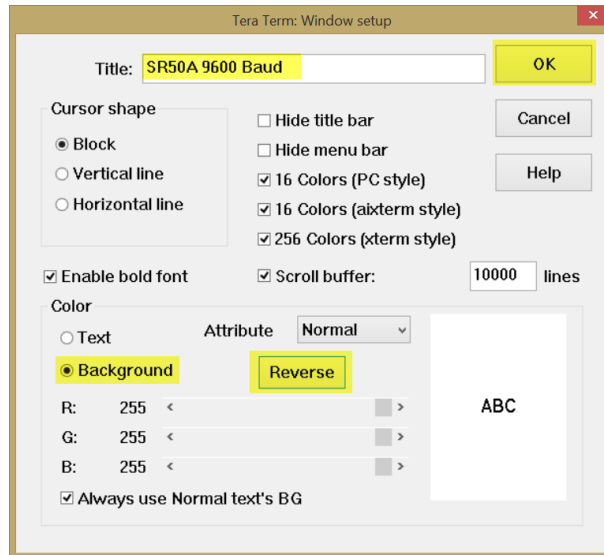 Tera Term: Window setup
Title: SR50A 9600 Baud
OK
Cursor shape
Block
Vertical line
Horizontal line
Hide title bar
Hide menu bar
16 Colors (PC style)
16 Colors (aixterm style)
256 Colors (xterm style)
Cancel
Help
Enable bold font
Scroll buffer: 10000 lines
Color
Text
Attribute Normal
Background
Reverse
R: 255
G: 255
B: 255
ABC
Always use Normal text's BG